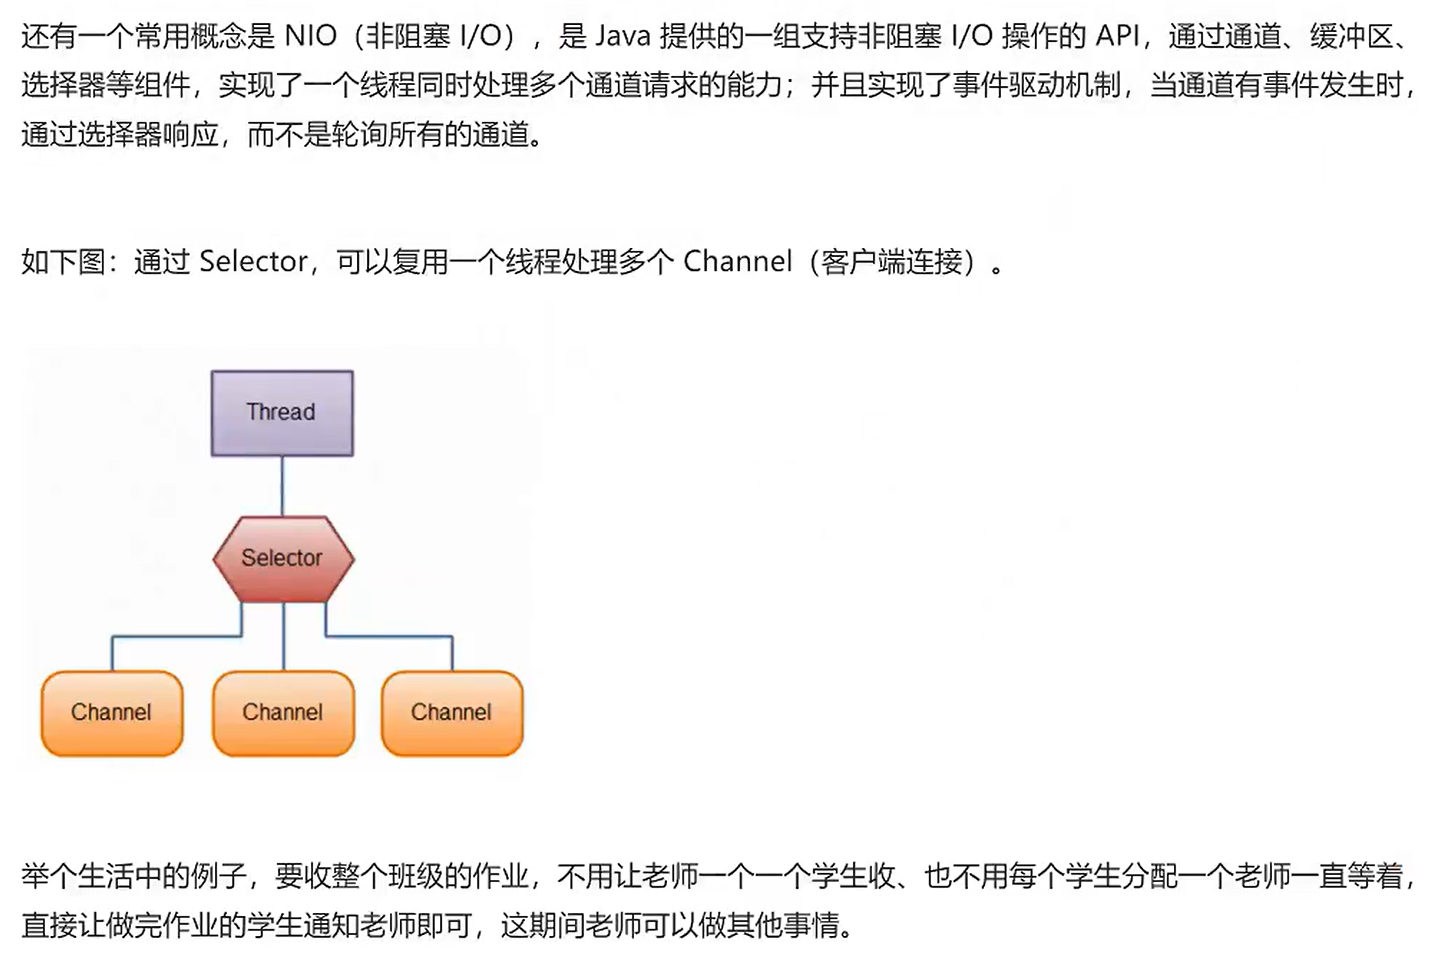 还有一个常用概念是 NIO（非阻塞 I/O），是 Java 提供的一组支持非阻塞 I/O 操作的 API，通过通道、缓冲区、
选择器等组件，实现了一个线程同时处理多个通道请求的能力；并且实现了事件驱动机制，当通道有事件发生时，
通过选择器响应，而不是轮询所有的通道。
如下图：通过 Selector，可以复用一个线程处理多个 Channel（客户端连接）。
Thread
Selector
Channel
Channel
Channel
举个生活中的例子，要收整个班级的作业，不用让老师一个一个学生收、也不用每个学生分配一个老师一直等着，
直接让做完作业的学生通知老师即可，这期间老师可以做其他事情。